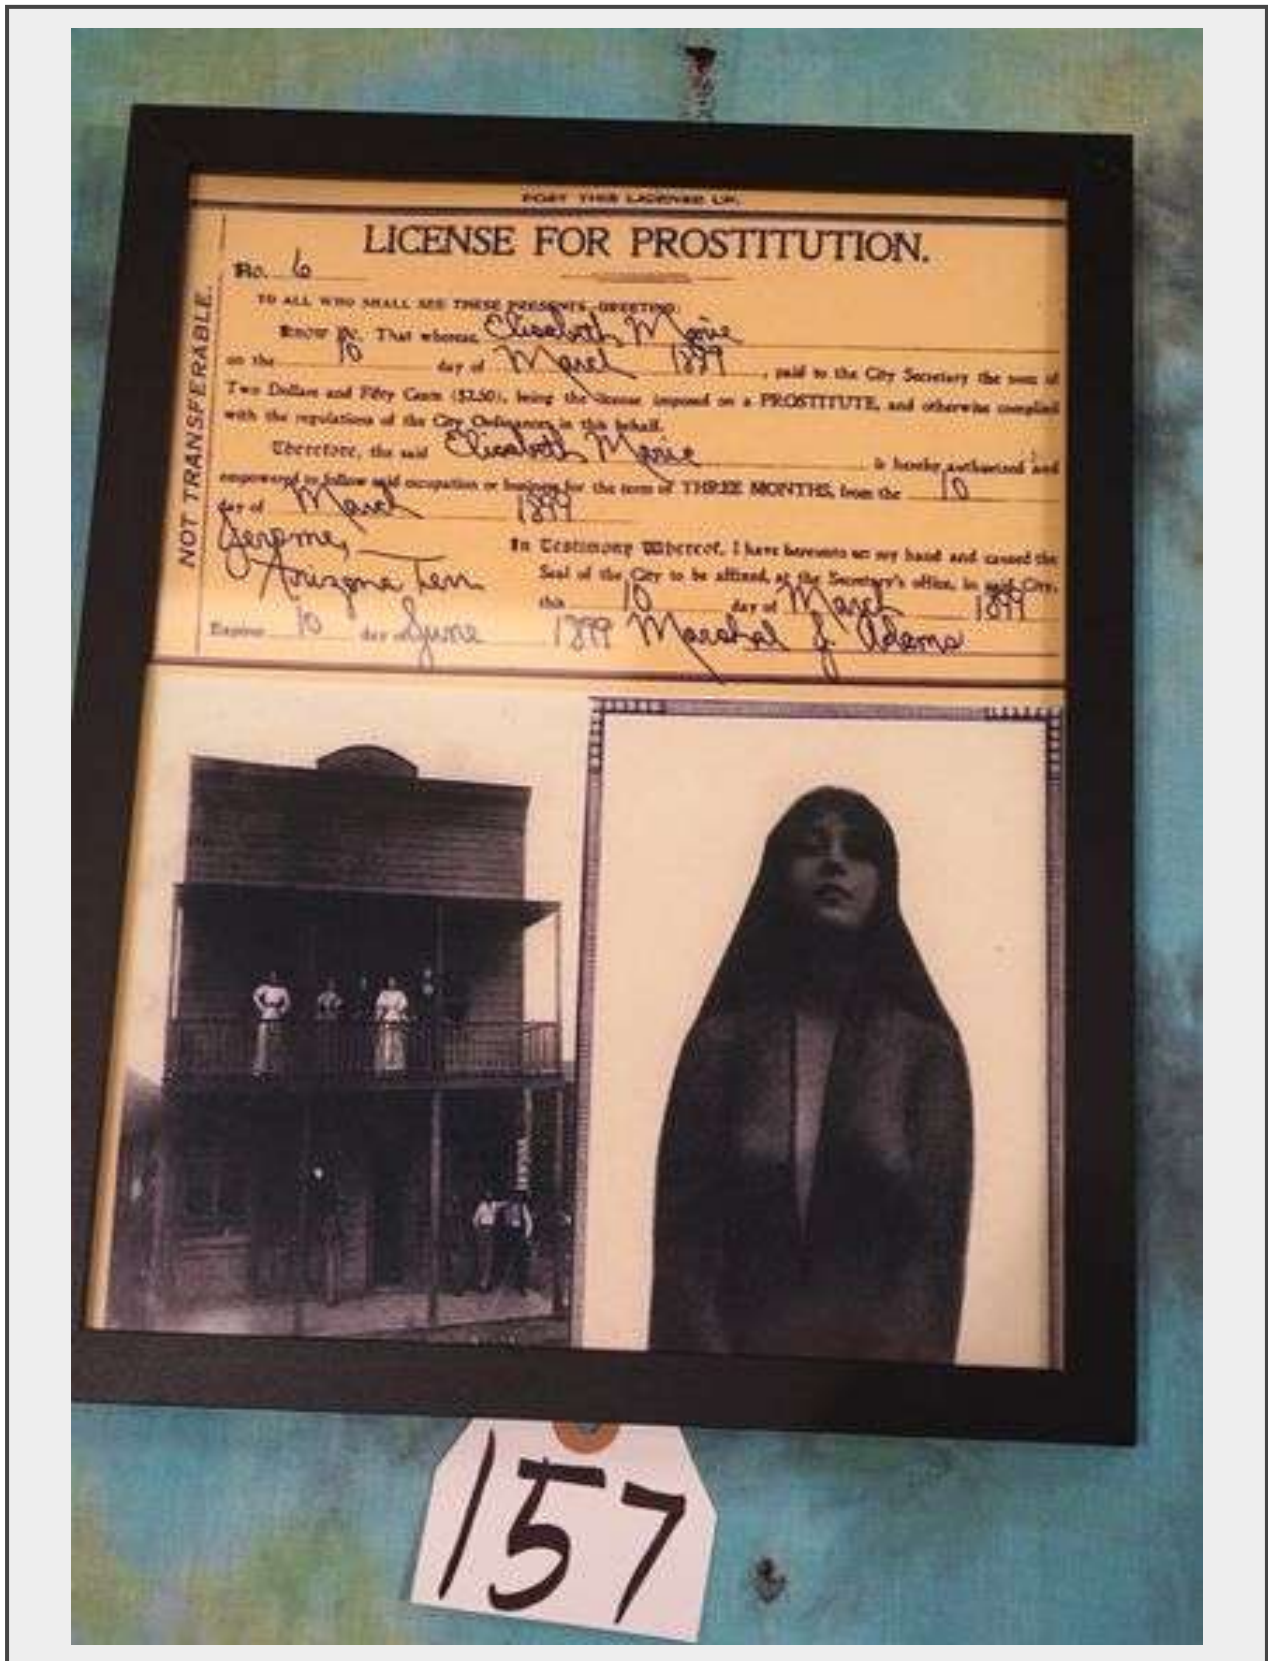 POST THIS LICENSE UP.
LICENSE FOR PROSTITUTION.
No. 6
NOT TRANSFERABLE.
TO ALL WHO SHALL SEE THESE PRESENTS, GREETING:
Know Ye: That whereas, Elisabeth Marie
on the 10 day of March 1899, paid to the City Secretary the sum of
Two Dollars and Fifty Cents ($2.50), being the license imposed on a PROSTITUTE, and otherwise complied
with the regulations of the City Ordinances in this behalf.
Therefore, the said Elisabeth Marie is hereby authorized and
empowered to follow said occupation or business for the term of THREE MONTHS, from the 10
day of March 1899
Jerome,
Arizona Terr.
In Testimony Whereof, I have hereunto set my hand and caused the
Seal of the City to be affixed, at the Secretary's office, in said City,
this 10 day of March 1899
Expires 10 day of June 1899 Marshal J. Adams
157